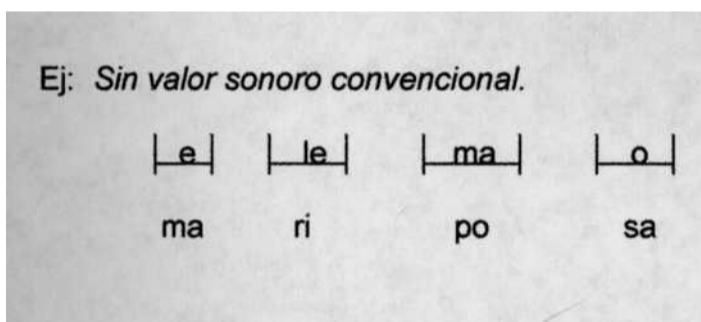 Ej: Sin valor sonoro convencional.
e le ma o
ma ri po sa